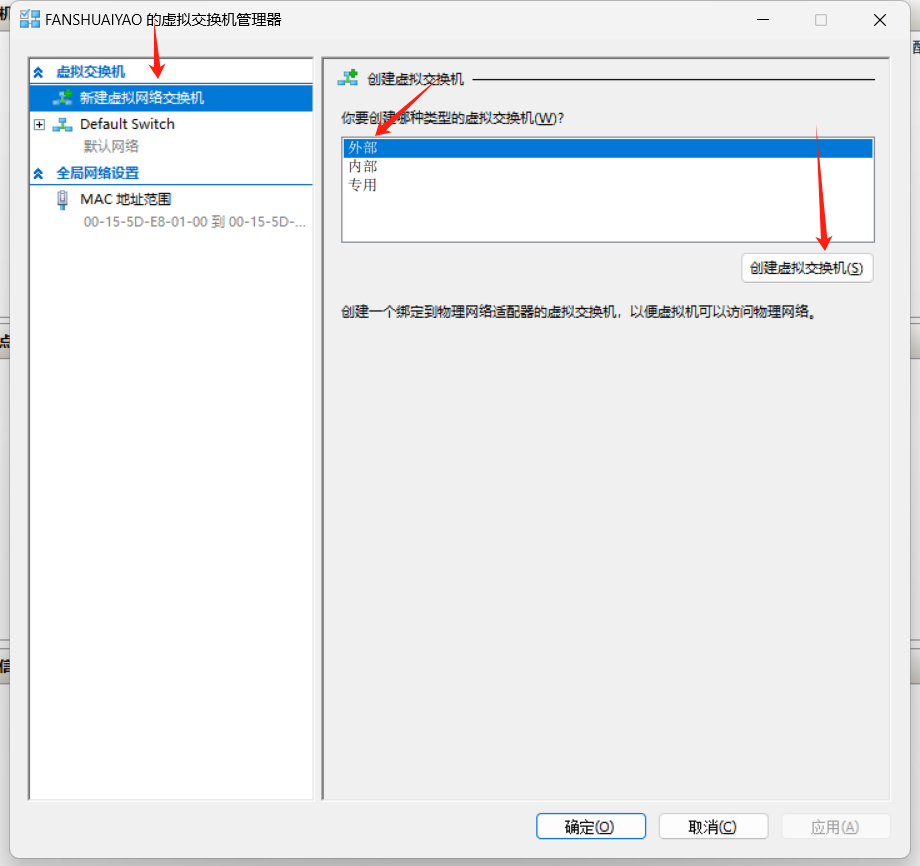 FANSHUAIYAO 的虚拟交换机管理器
虚拟交换机
新建虚拟网络交换机
Default Switch
默认网络
全局网络设置
MAC 地址范围
00-15-5D-E8-01-00 到 00-15-5D-...
创建虚拟交换机
你要创建哪种类型的虚拟交换机(W)?
外部
内部
专用
创建虚拟交换机(S)
创建一个绑定到物理网络适配器的虚拟交换机，以便虚拟机可以访问物理网络。
确定(O)
取消(C)
应用(A)